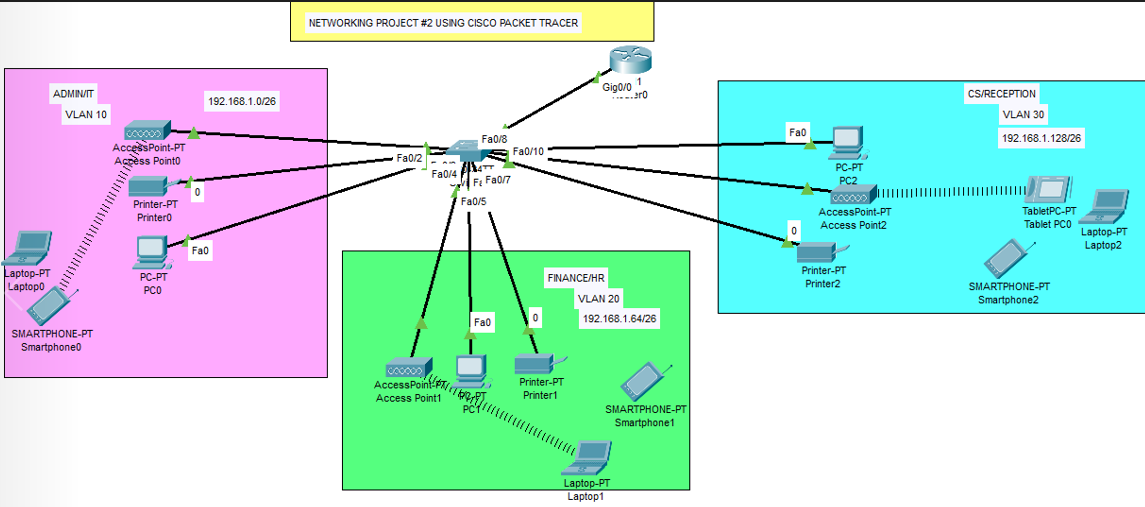 NETWORKING PROJECT #2 USING CISCO PACKET TRACER
Gig0/0
ADMIN/IT
VLAN 10
192.168.1.0/26
AccessPoint-PT
Access Point0
0
Printer-PT
Printer0
Fa0
PC-PT
PC0
Laptop-PT
Laptop0
SMARTPHONE-PT
Smartphone0
Fa0/8
Fa0/2
Fa0/10
Fa0/4
Fa0/7
Fa0/5
FINANCE/HR
VLAN 20
192.168.1.64/26
Fa0
0
AccessPoint-PT
Access Point1
PC-PT
PC1
Printer-PT
Printer1
SMARTPHONE-PT
Smartphone1
Laptop-PT
Laptop1
CS/RECEPTION
VLAN 30
192.168.1.128/26
Fa0
PC-PT
PC2
AccessPoint-PT
Access Point2
TabletPC-PT
Tablet PC0
Laptop-PT
Laptop2
0
Printer-PT
Printer2
SMARTPHONE-PT
Smartphone2